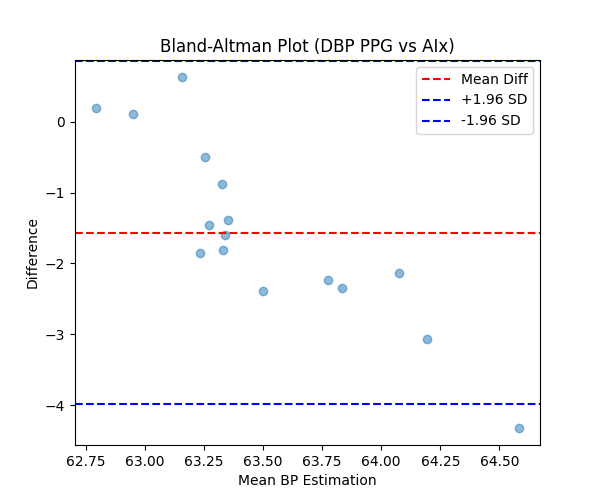 Bland-Altman Plot (DBP PPG vs AIx)
Mean Diff
+1.96 SD
-1.96 SD
0
−1
−2
−3
−4
Difference
62.75 63.00 63.25 63.50 63.75 64.00 64.25 64.50
Mean BP Estimation